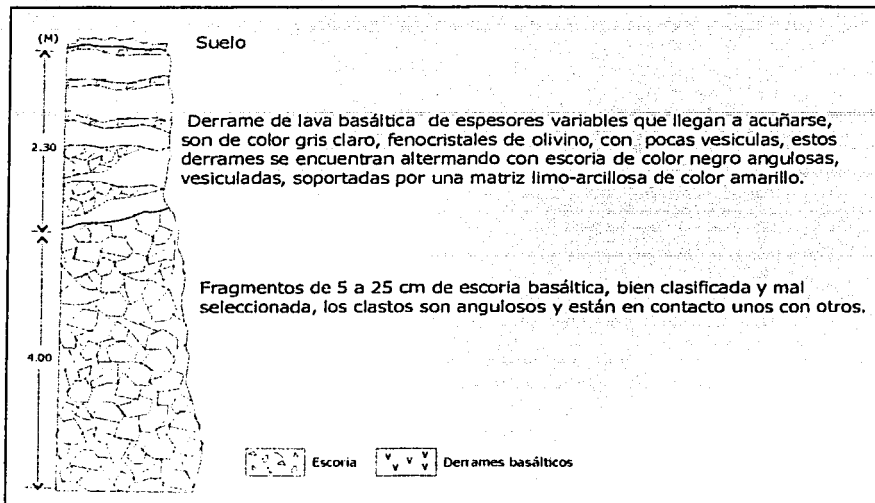 (M)
Suelo
2.30
Derrame de lava basáltica de espesores variables que llegan a acuñarse,
son de color gris claro, fenocristales de olivino, con pocas vesiculas, estos
derrames se encuentran altermando con escoria de color negro angulosas,
vesiculadas, soportadas por una matriz limo-arcillosa de color amarillo.
4.00
Fragmentos de 5 a 25 cm de escoria basáltica, bien clasificada y mal
seleccionada, los clastos son angulosos y están en contacto unos con otros.
Escoria
v v v v v v
Derrames basálticos